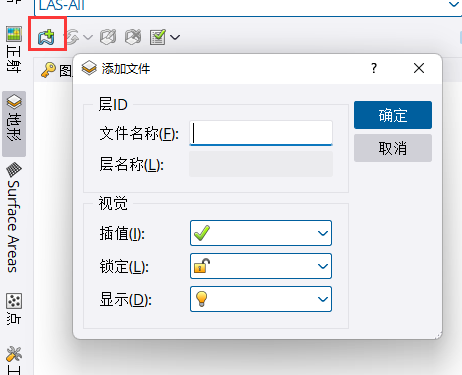 LAS-All
正射
地形
Surface Areas
点
图
添加文件
?
层ID
文件名称(F):
层名称(L):
视觉
插值(I):
锁定(L):
显示(D):
确定
取消